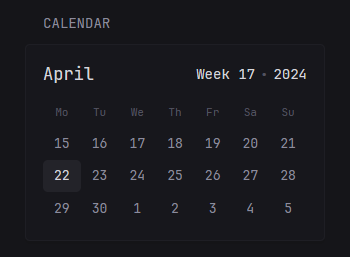 CALENDAR
April Week 17 • 2024
Mo Tu We Th Fr Sa Su
15 16 17 18 19 20 21
22 23 24 25 26 27 28
29 30 1 2 3 4 5